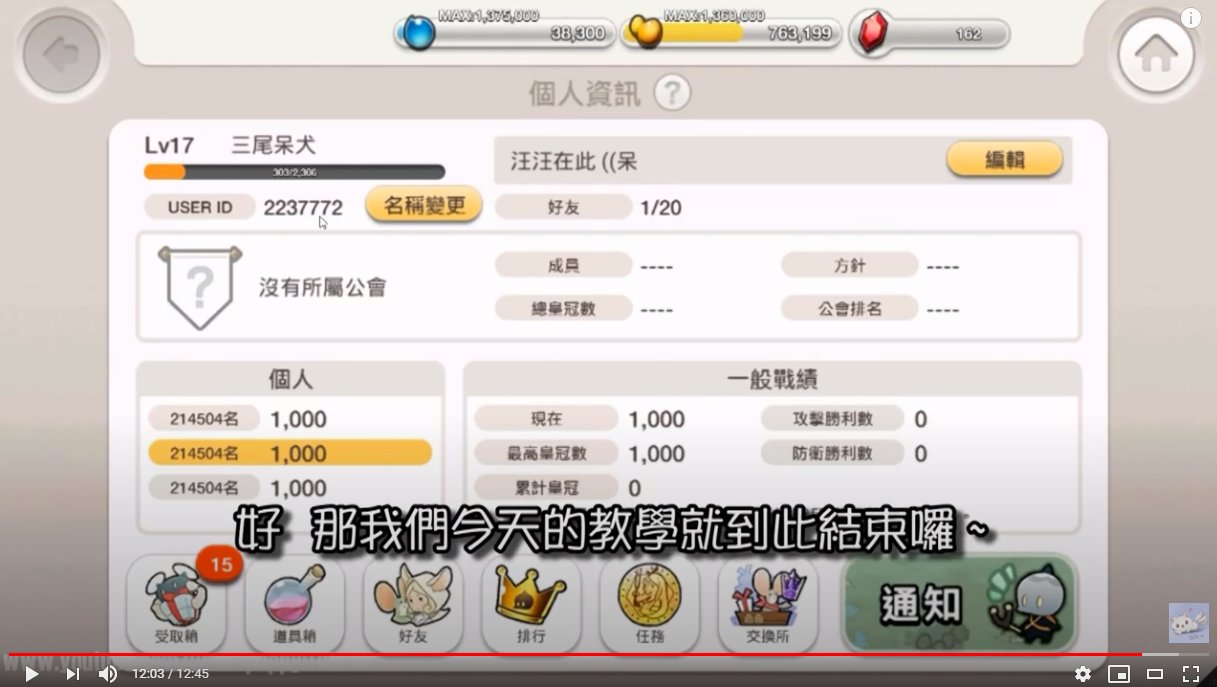 MAX:1,375,000
38,300
MAX:1,360,000
763,199
162
個人資訊 ?
Lv17 三尾呆犬
303/2,306
汪汪在此 ((呆
編輯
USER ID 2237772
名稱變更
好友 1/20
?
沒有所屬公會
成員 ----
方針 ----
總皇冠數 ----
公會排名 ----
個人
214504名 1,000
214504名 1,000
214504名 1,000
一般戰績
現在 1,000
攻擊勝利數 0
最高皇冠數 1,000
防衛勝利數 0
累計皇冠 0
好 那我們今天的教學就到此結束囉～
15
受取箱
道具箱
好友
排行
任務
交換所
通知
12:03 / 12:45